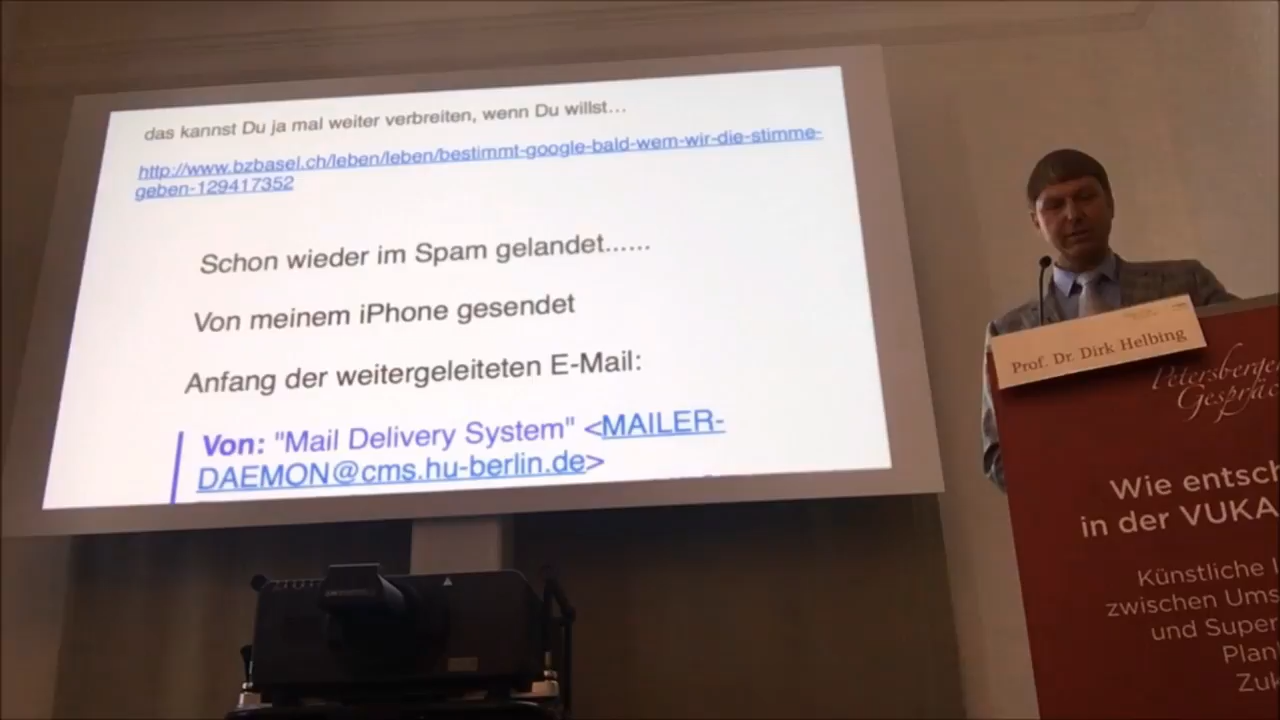 das kannst Du ja mal weiter verbreiten, wenn Du willst...
http://www.bzbasel.ch/leben/leben/bestimmt-google-bald-wem-wir-die-stimme-
geben-129417352
Schon wieder im Spam gelandet......
Von meinem iPhone gesendet
Anfang der weitergeleiteten E-Mail:
Von: "Mail Delivery System" <MAILER-
DAEMON@cms.hu-berlin.de>
Prof. Dr. Dirk Helbing
Petersberge
Gespräc
Wie entsch
in der VUKA
Künstliche I
zwischen Ums
und Super
Plan
Zuk